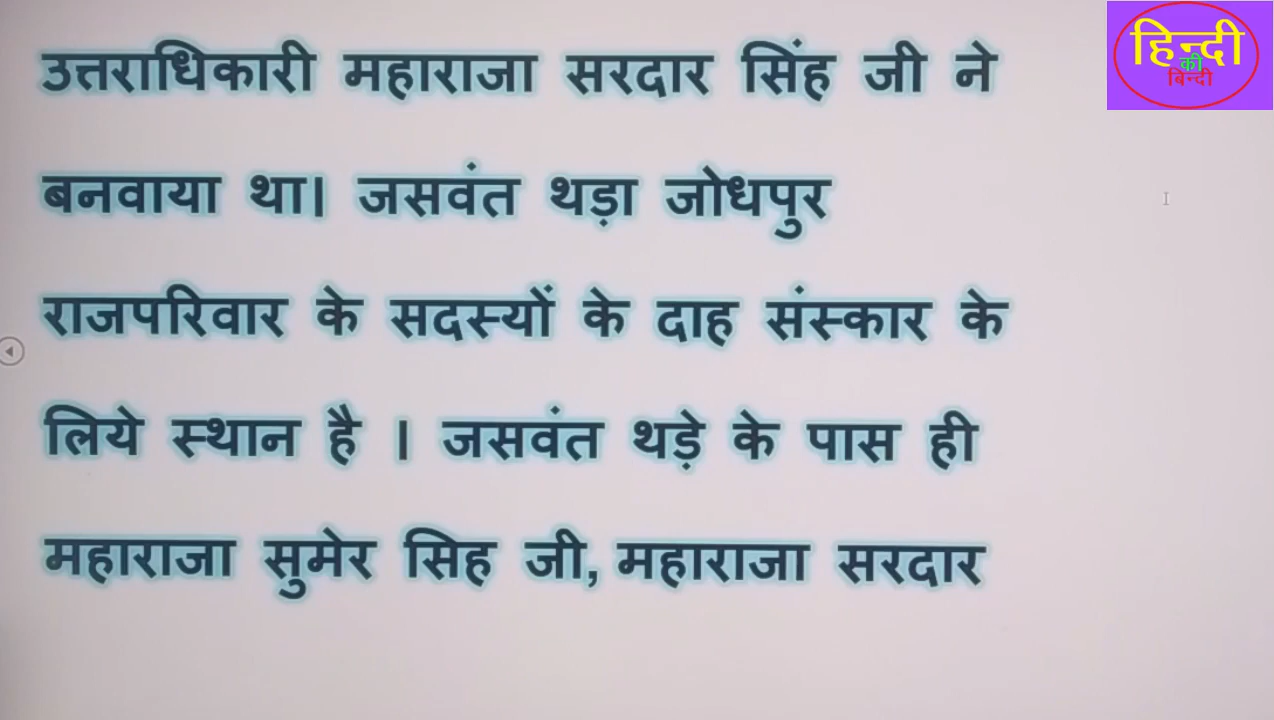 उत्तराधिकारी महाराजा सरदार सिंह जी ने
बनवाया था। जसवंत थड़ा जोधपुर
राजपरिवार के सदस्यों के दाह संस्कार के
लिये स्थान है । जसवंत थड़े के पास ही
महाराजा सुमेर सिह जी, महाराजा सरदार
हिन्दी
की
बिन्दी